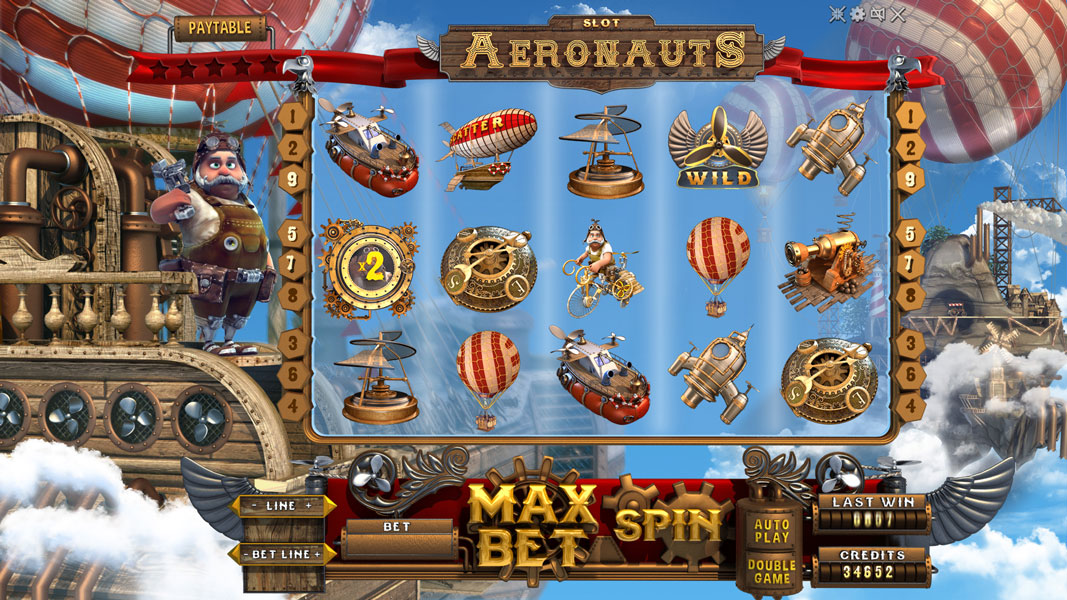 PAYTABLE
SLOT
AERONAUTS
1
2
9
5
7
8
3
6
4
1
2
9
5
7
8
3
6
4
WILD
x2
- LINE +
- BET LINE +
BET
MAX
BET
SPIN
AUTO
PLAY
DOUBLE
GAME
LAST WIN
0007
CREDITS
34652